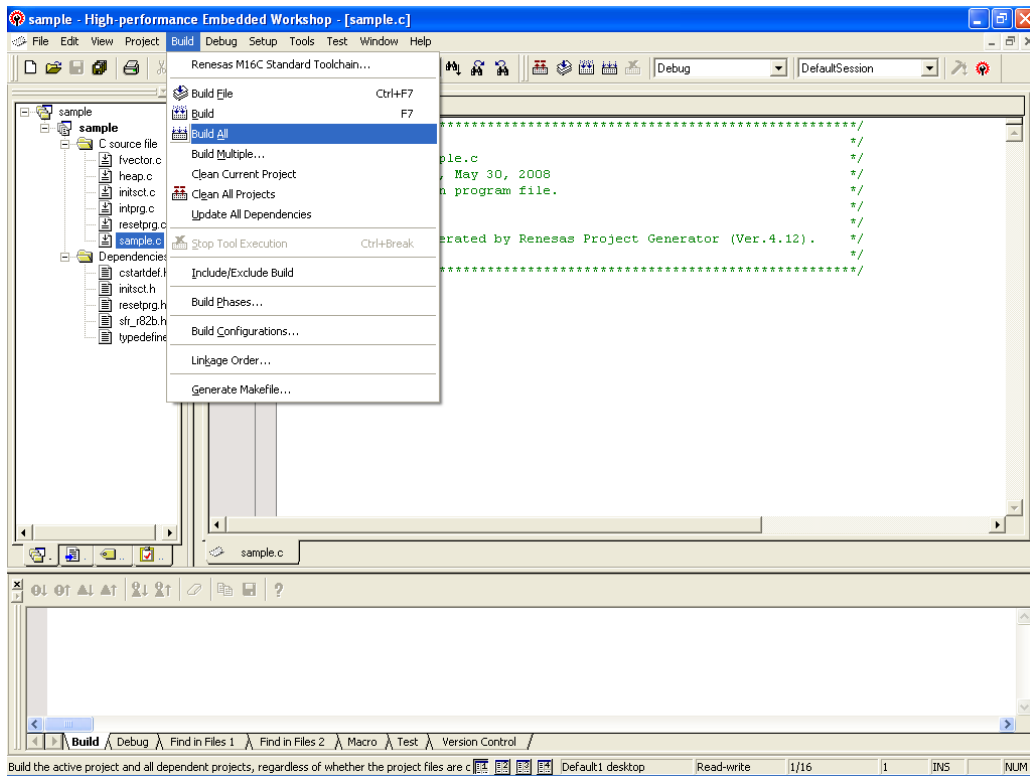 sample - High-performance Embedded Workshop - [sample.c]
File Edit View Project Build Debug Setup Tools Test Window Help
Debug DefaultSession
Renesas M16C Standard Toolchain...
Build File Ctrl+F7
Build F7
Build All
Build Multiple...
Clean Current Project
Clean All Projects
Update All Dependencies
Stop Tool Execution Ctrl+Break
Include/Exclude Build
Build Phases...
Build Configurations...
Linkage Order...
Generate Makefile...
sample
sample
C source file
fvector.c
heap.c
initsct.c
intprg.c
resetprg.c
sample.c
Dependencies
cstartdef.h
initsct.h
resetprg.h
sfr_r82b.h
typedefine
***********************************************************/
*/
ple.c */
, May 30, 2008 */
n program file. */
*/
*/
erated by Renesas Project Generator (Ver.4.12). */
*/
***********************************************************/
sample.c
Build Debug Find in Files 1 Find in Files 2 Macro Test Version Control
Build the active project and all dependent projects, regardless of whether the project files are c 1 2 3 4 Default1 desktop Read-write 1/16 1 INS NUM